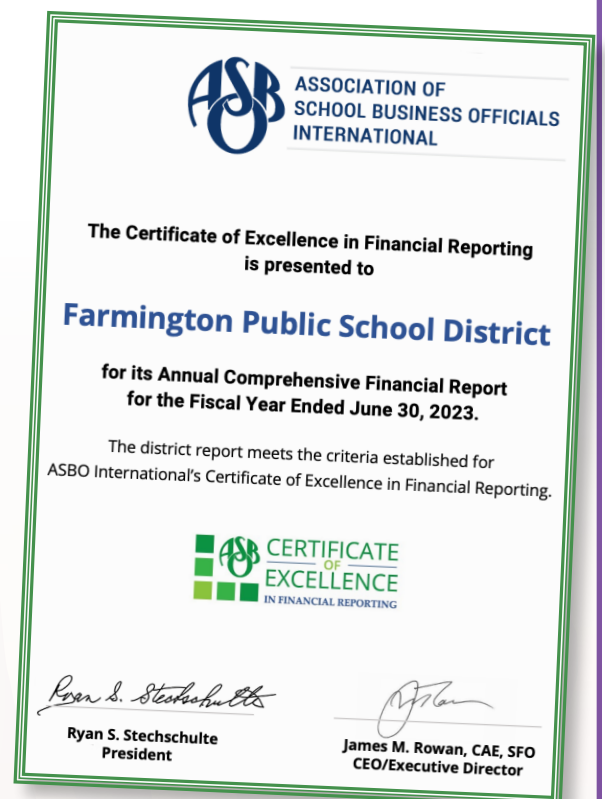 ASBO
ASSOCIATION OF
SCHOOL BUSINESS OFFICIALS
INTERNATIONAL
The Certificate of Excellence in Financial Reporting
is presented to
Farmington Public School District
for its Annual Comprehensive Financial Report
for the Fiscal Year Ended June 30, 2023.
The district report meets the criteria established for
ASBO International's Certificate of Excellence in Financial Reporting.
ASBO
CERTIFICATE
OF
EXCELLENCE
IN FINANCIAL REPORTING
Ryan S. Stechschulte
Ryan S. Stechschulte
President
James M. Rowan, CAE, SFO
CEO/Executive Director